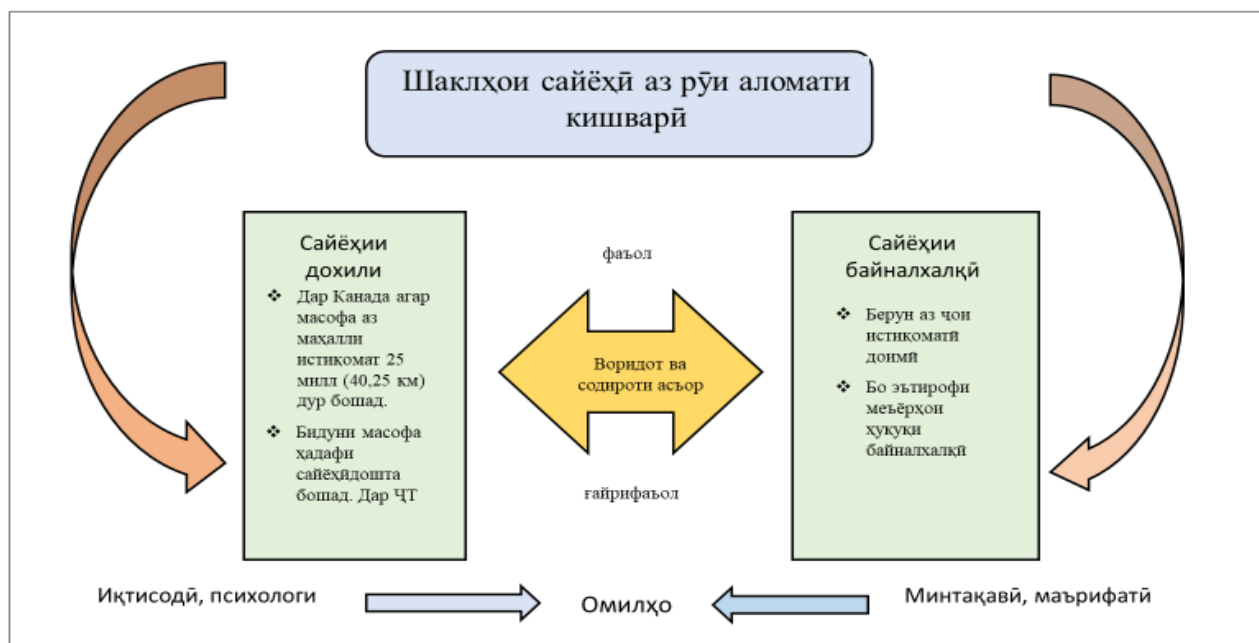 Шаклҳои сайёҳӣ аз рӯи аломати
кишварӣ
Сайёҳии
дохили
❖ Дар Канада агар
масофа аз
маҳалли
истиқомат 25
милл (40,25 км)
дур бошад.
❖ Бидуни масофа
ҳадафи
сайёҳидошта
бошад. Дар ҶТ
фаъол
Воридот ва
содироти асъор
ғайрифаъол
Сайёҳии
байналхалқӣ
❖ Берун аз ҷои
истиқоматӣ
доимӣ
❖ Бо эътирофи
меъёрҳои
ҳуқуқи
байналхалқӣ
Иқтисодӣ, психологи
Омилҳо
Минтақавӣ, маърифатӣ